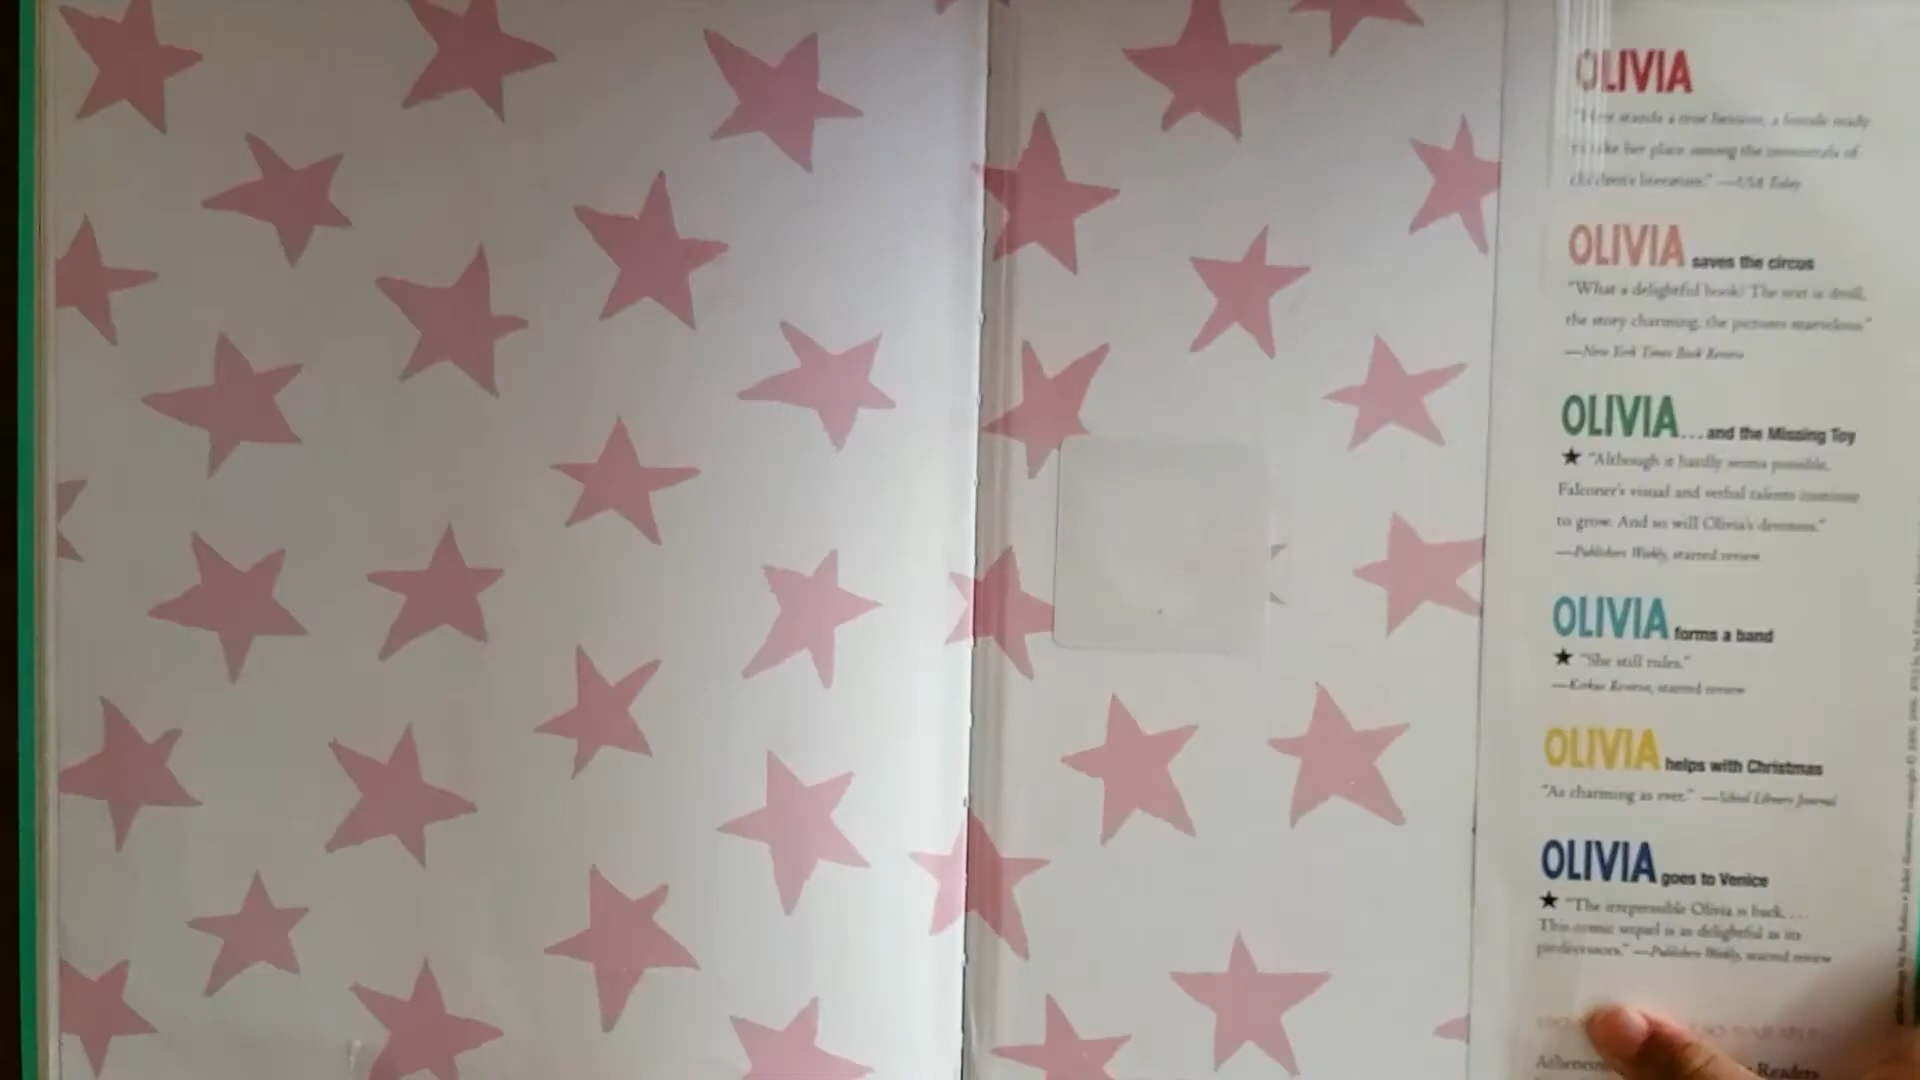 OLIVIA
"Here stands a true heroine, a female ready
to take her place among the immortals of
children's literature." —USA Today
OLIVIA saves the circus
"What a delightful book! The text is droll,
the story charming, the pictures marvelous."
—New York Times Book Review
OLIVIA...and the Missing Toy
★ "Although it hardly seems possible,
Falconer's visual and verbal talents continue
to grow. And so will Olivia's devotees."
—Publishers Weekly, starred review
OLIVIA forms a band
★ "She still rules."
—Kirkus Reviews, starred review
OLIVIA helps with Christmas
"As charming as ever." —School Library Journal
OLIVIA goes to Venice
★ "The irrepressible Olivia is back. . . .
This comic sequel is as delightful as its
predecessors." —Publishers Weekly, starred review
Readers